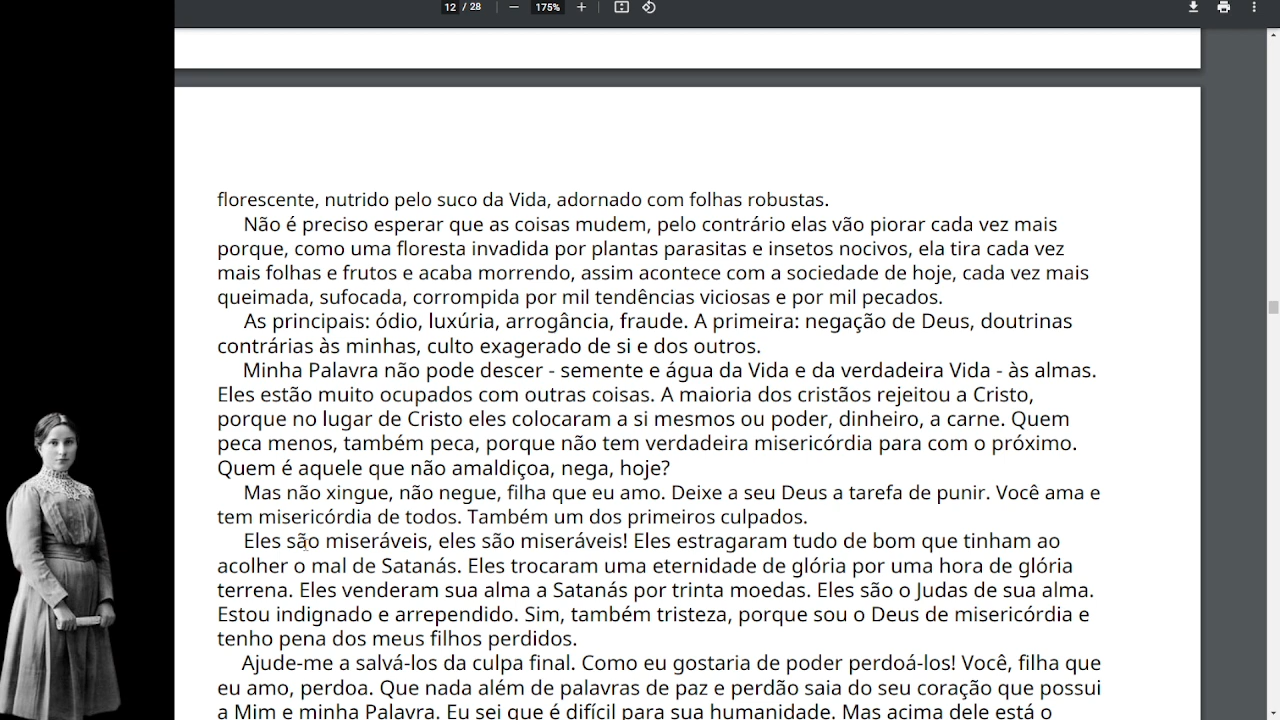 12 / 28 175%
florescente, nutrido pelo suco da Vida, adornado com folhas robustas.
Não é preciso esperar que as coisas mudem, pelo contrário elas vão piorar cada vez mais
porque, como uma floresta invadida por plantas parasitas e insetos nocivos, ela tira cada vez
mais folhas e frutos e acaba morrendo, assim acontece com a sociedade de hoje, cada vez mais
queimada, sufocada, corrompida por mil tendências viciosas e por mil pecados.
As principais: ódio, luxúria, arrogância, fraude. A primeira: negação de Deus, doutrinas
contrárias às minhas, culto exagerado de si e dos outros.
Minha Palavra não pode descer - semente e água da Vida e da verdadeira Vida - às almas.
Eles estão muito ocupados com outras coisas. A maioria dos cristãos rejeitou a Cristo,
porque no lugar de Cristo eles colocaram a si mesmos ou poder, dinheiro, a carne. Quem
peca menos, também peca, porque não tem verdadeira misericórdia para com o próximo.
Quem é aquele que não amaldiçoa, nega, hoje?
Mas não xingue, não negue, filha que eu amo. Deixe a seu Deus a tarefa de punir. Você ama e
tem misericórdia de todos. Também um dos primeiros culpados.
Eles são miseráveis, eles são miseráveis! Eles estragaram tudo de bom que tinham ao
acolher o mal de Satanás. Eles trocaram uma eternidade de glória por uma hora de glória
terrena. Eles venderam sua alma a Satanás por trinta moedas. Eles são o Judas de sua alma.
Estou indignado e arrependido. Sim, também tristeza, porque sou o Deus de misericórdia e
tenho pena dos meus filhos perdidos.
Ajude-me a salvá-los da culpa final. Como eu gostaria de poder perdoá-los! Você, filha que
eu amo, perdoa. Que nada além de palavras de paz e perdão saia do seu coração que possui
a Mim e minha Palavra. Eu sei que é difícil para sua humanidade. Mas acima dele está o